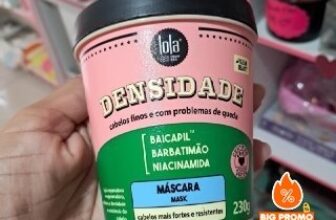 lola
DENSIDADE
cabelos finos e com problemas de queda
BAICAPIL™
BARBATIMÃO
NIACINAMIDA
MÁSCARA
MASK
230g
cabelos mais fortes e resistentes
BIG PROMO